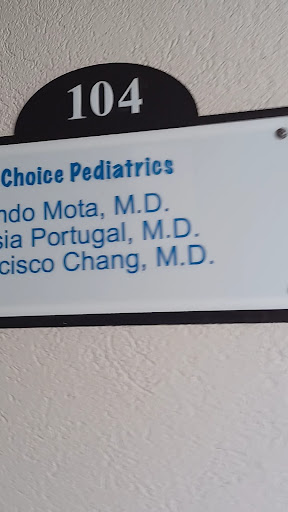 104
Choice Pediatrics
ndo Mota, M.D.
sia Portugal, M.D.
cisco Chang, M.D.